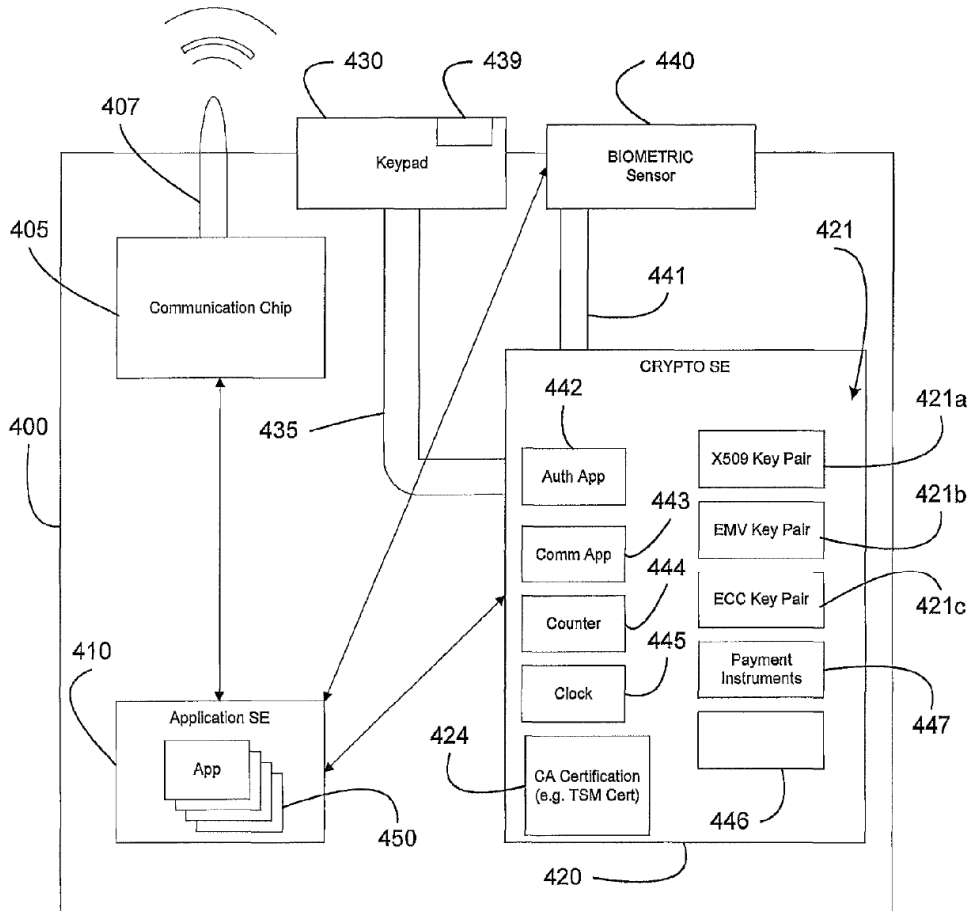 430
439
440
407
Keypad
BIOMETRIC
Sensor
405
421
Communication Chip
441
CRYPTO SE
442
421a
400
435
X509 Key Pair
Auth App
421b
443
EMV Key Pair
Comm App
444
ECC Key Pair
421c
Counter
410
445
Payment
Instruments
Application SE
Clock
447
424
App
CA Certification
(e.g. TSM Cert)
446
450
420